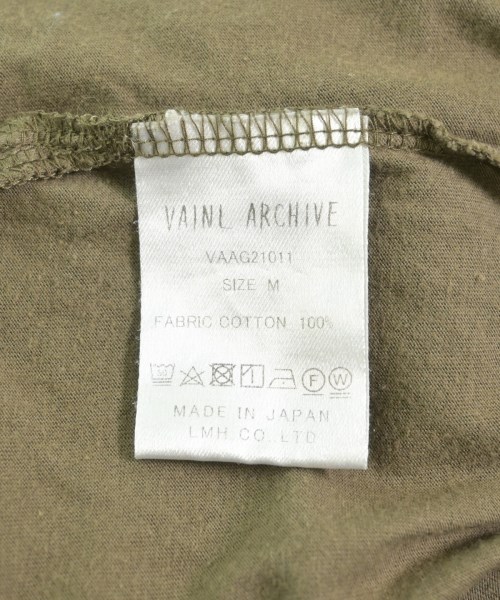 VAINL ARCHIVE
VAAG21011
SIZE M
FABRIC COTTON 100%
F W
MADE IN JAPAN
LMH.CO.,LTD